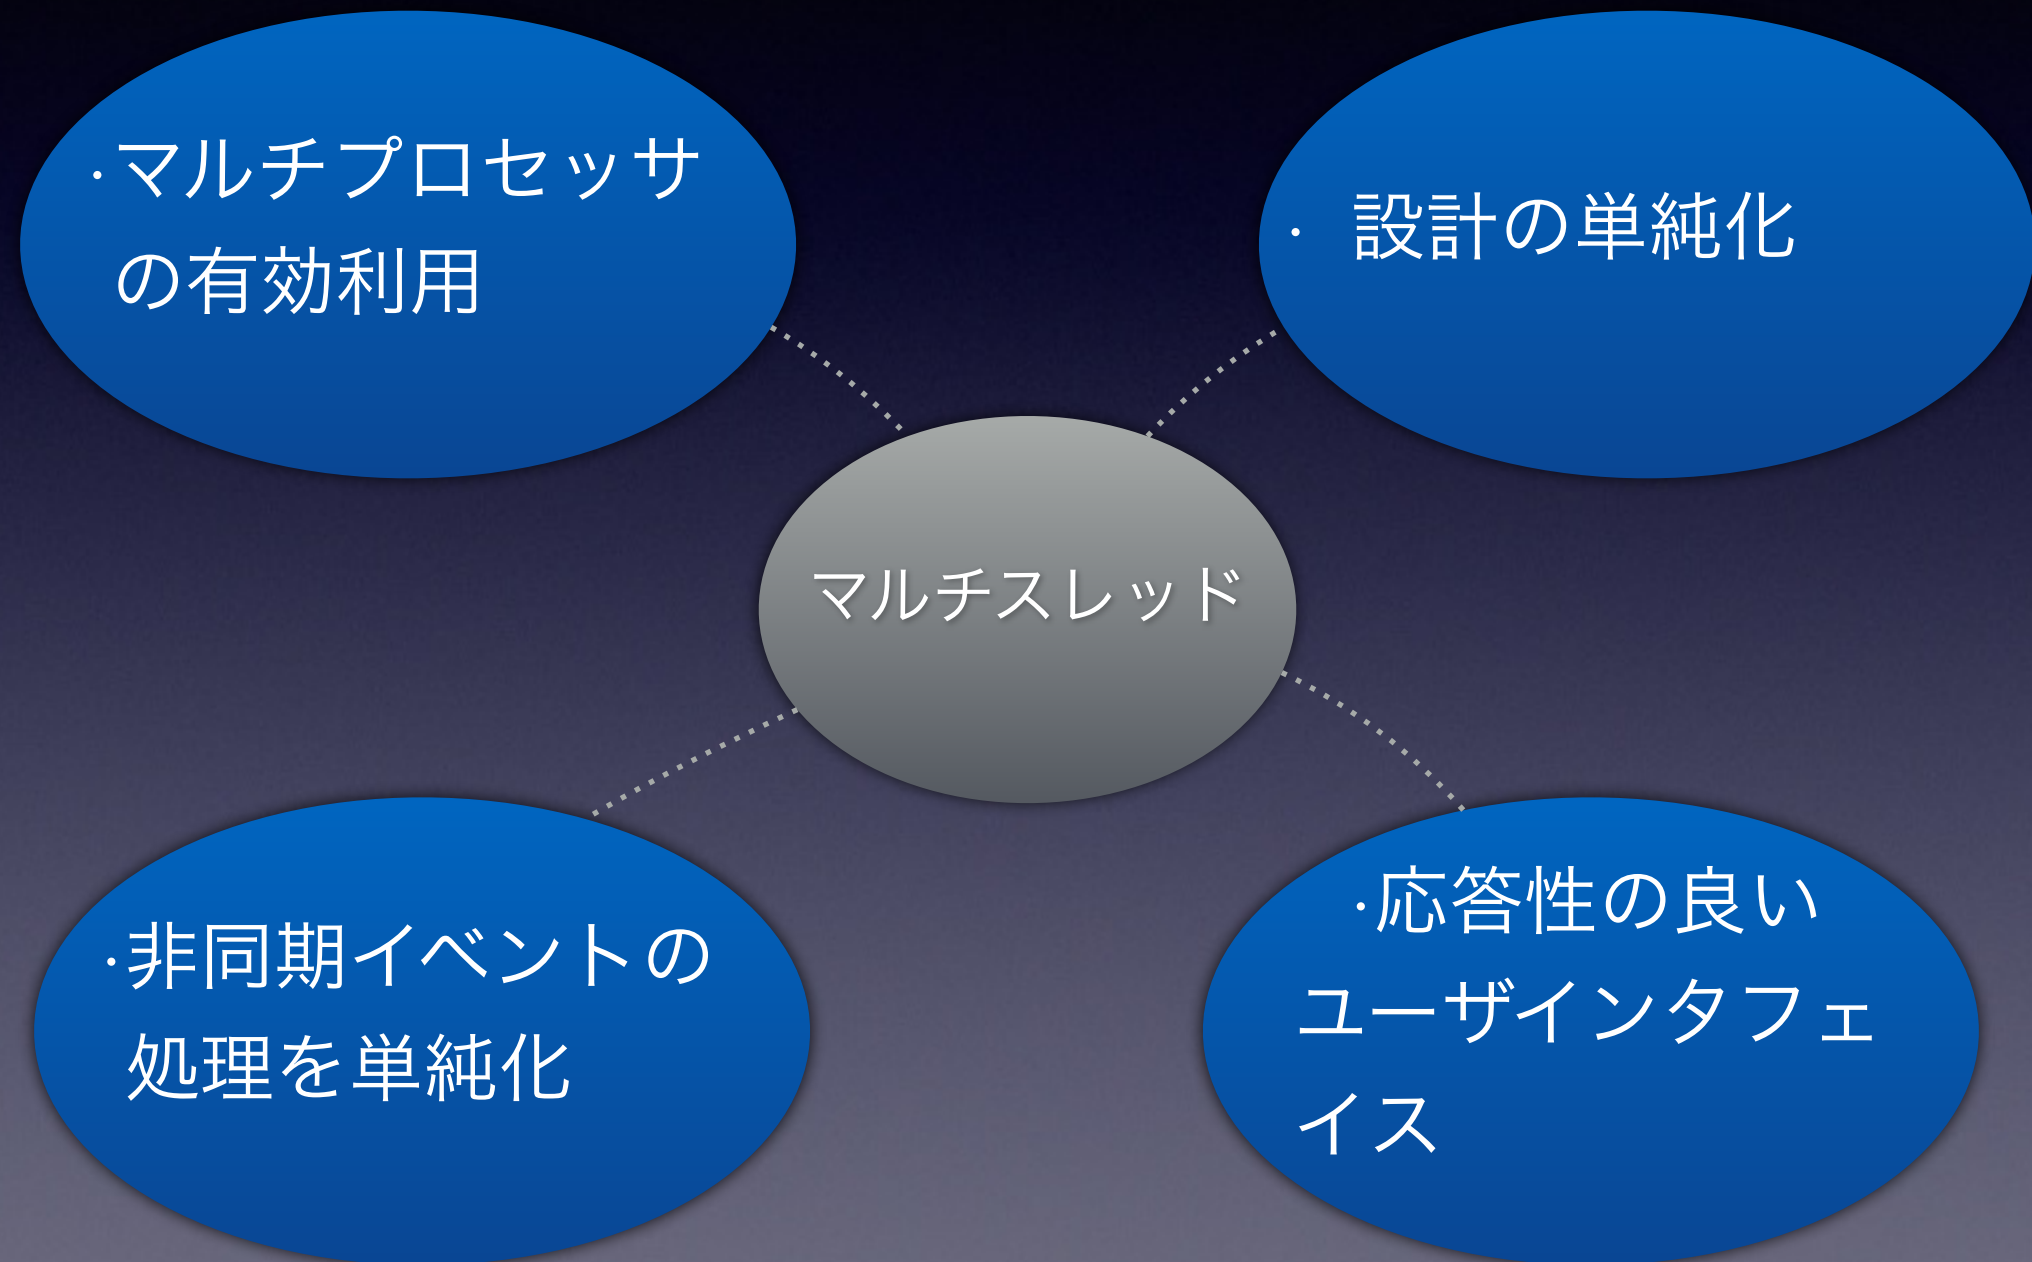 ・マルチプロセッサ
の有効利用
・ 設計の単純化
マルチスレッド
・非同期イベントの
処理を単純化
・応答性の良い
ユーザインタフェ
イス